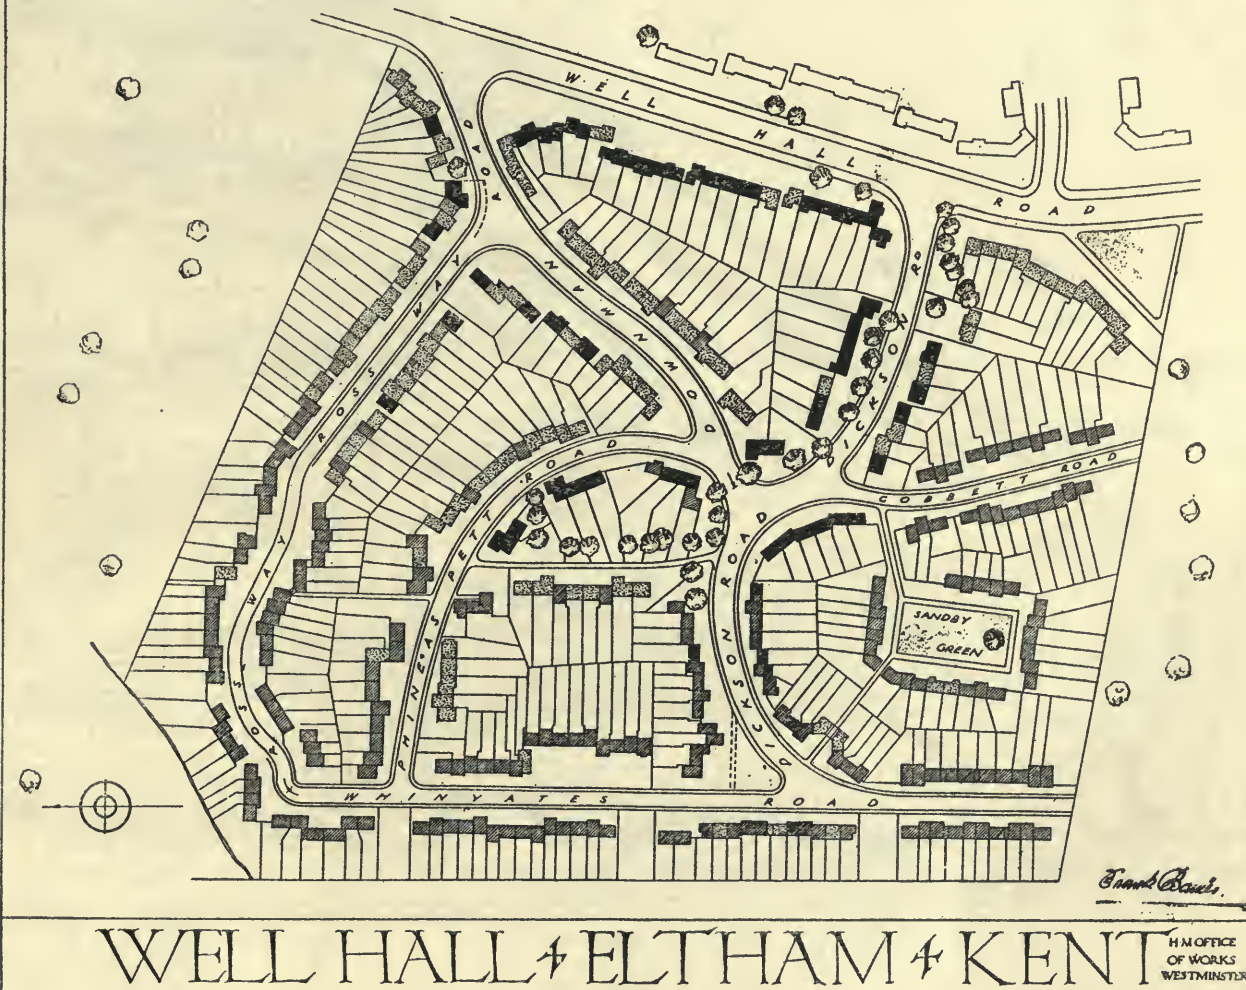 WELL HALL ROAD
ROAD
DOWNMAN
ROSS WAY
DICKSON RD
PHINEAS PETT ROAD
COBBETT ROAD
SANDBY
GREEN
ROSS WAY
DICKSON ROAD
WHINYATES ROAD
Frank Baines.
WELL HALL ELTHAM KENT
H M OFFICE
OF WORKS
WESTMINSTER